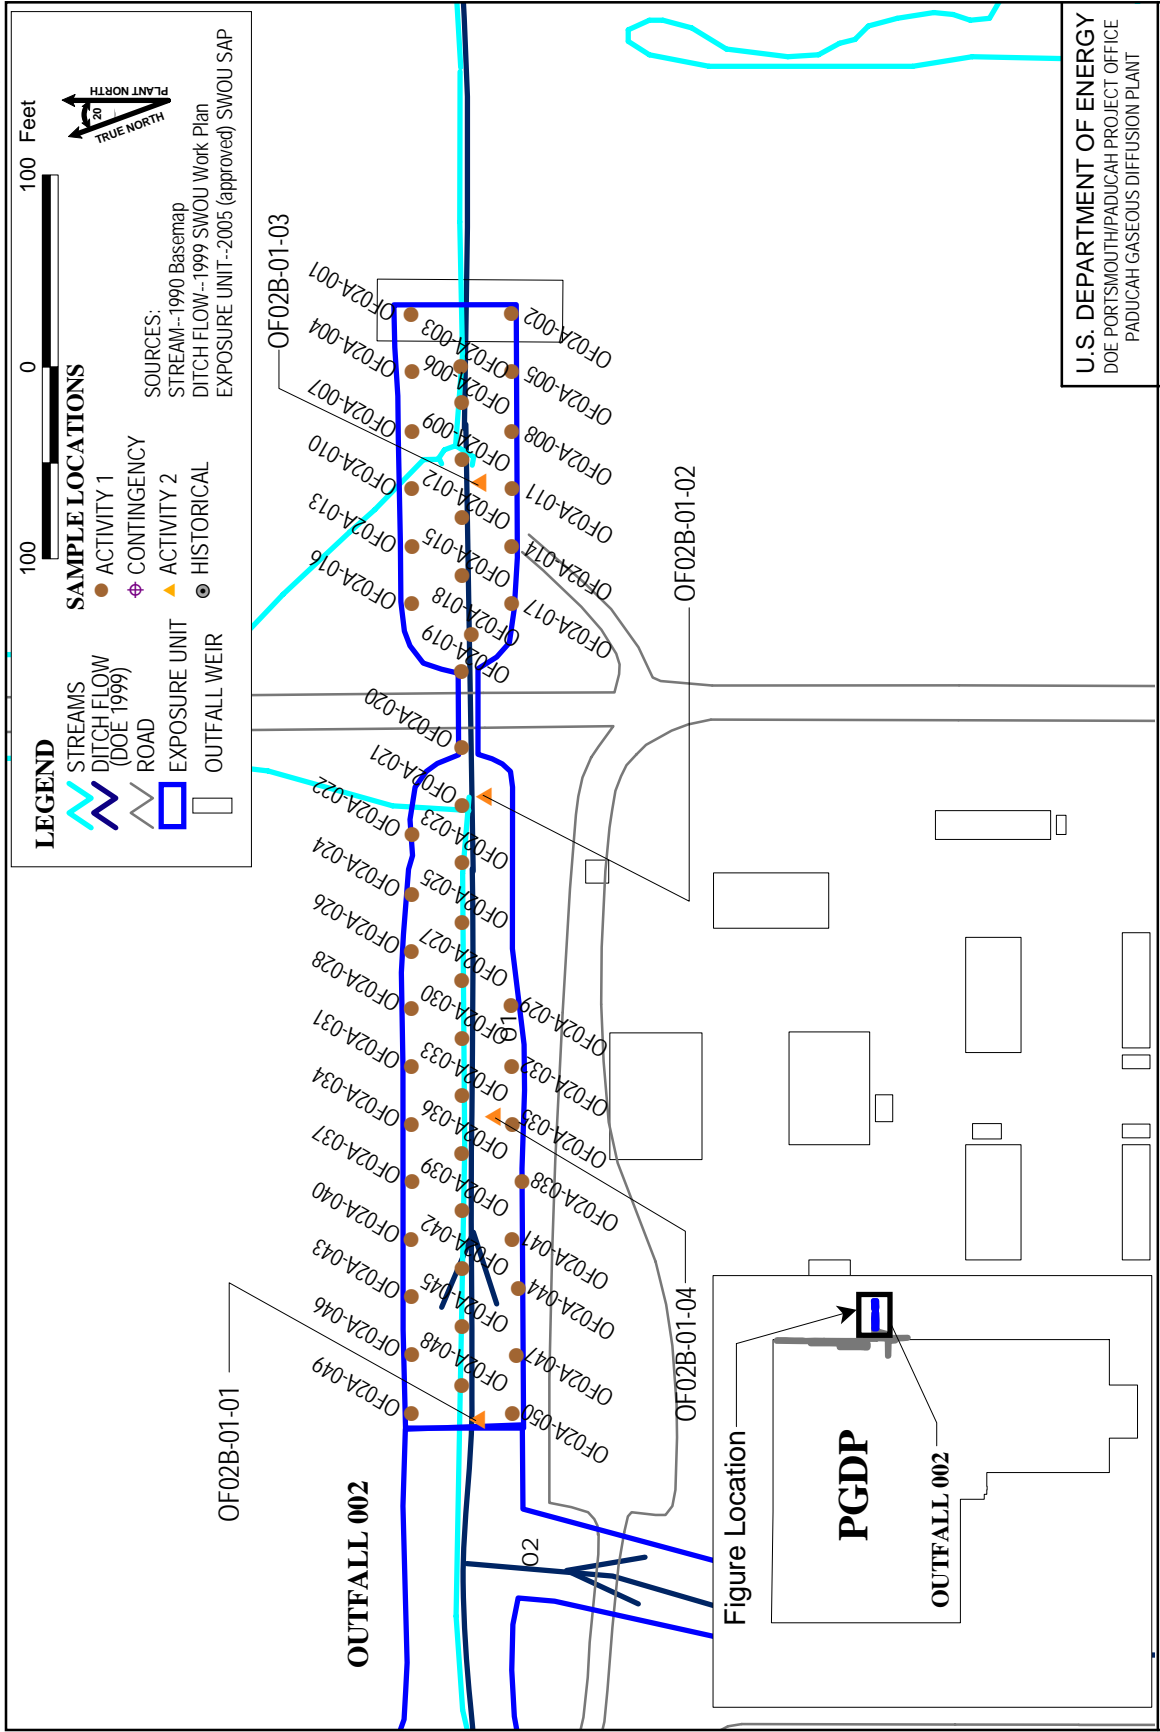 LEGEND
STREAMS
DITCH FLOW
(DOE 1999)
ROAD
EXPOSURE UNIT
OUTFALL WEIR
SAMPLE LOCATIONS
ACTIVITY 1
CONTINGENCY
ACTIVITY 2
HISTORICAL
100 0 100 Feet
SOURCES:
STREAM--1990 Basemap
DITCH FLOW--1999 SWOU Work Plan
EXPOSURE UNIT--2005 (approved) SWOU SAP
TRUE NORTH
20
PLANT NORTH
OF02B-01-01
OF02B-01-03
OUTFALL 002
OF02A-049
OF02A-046
OF02A-043
OF02A-040
OF02A-037
OF02A-034
OF02A-031
OF02A-028
OF02A-026
OF02A-024
OF02A-022
OF02A-021
OF02A-020
OF02A-019
OF02A-016
OF02A-013
OF02A-010
OF02A-007
OF02A-004
OF02A-001
OF02A-048
OF02A-045
OF02A-042
OF02A-039
OF02A-036
OF02A-033
OF02A-030
OF02A-027
OF02A-025
OF02A-023
OF02A-018
OF02A-015
OF02A-012
OF02A-009
OF02A-006
OF02A-003
OF02A-050
OF02A-047
OF02A-044
OF02A-041
OF02A-038
OF02A-035
OF02A-032
OF02A-029
OF02A-017
OF02A-014
OF02A-011
OF02A-008
OF02A-005
OF02A-002
01
02
OF02B-01-04
OF02B-01-02
Figure Location
PGDP
OUTFALL 002
U.S. DEPARTMENT OF ENERGY
DOE PORTSMOUTH/PADUCAH PROJECT OFFICE
PADUCAH GASEOUS DIFFUSION PLANT